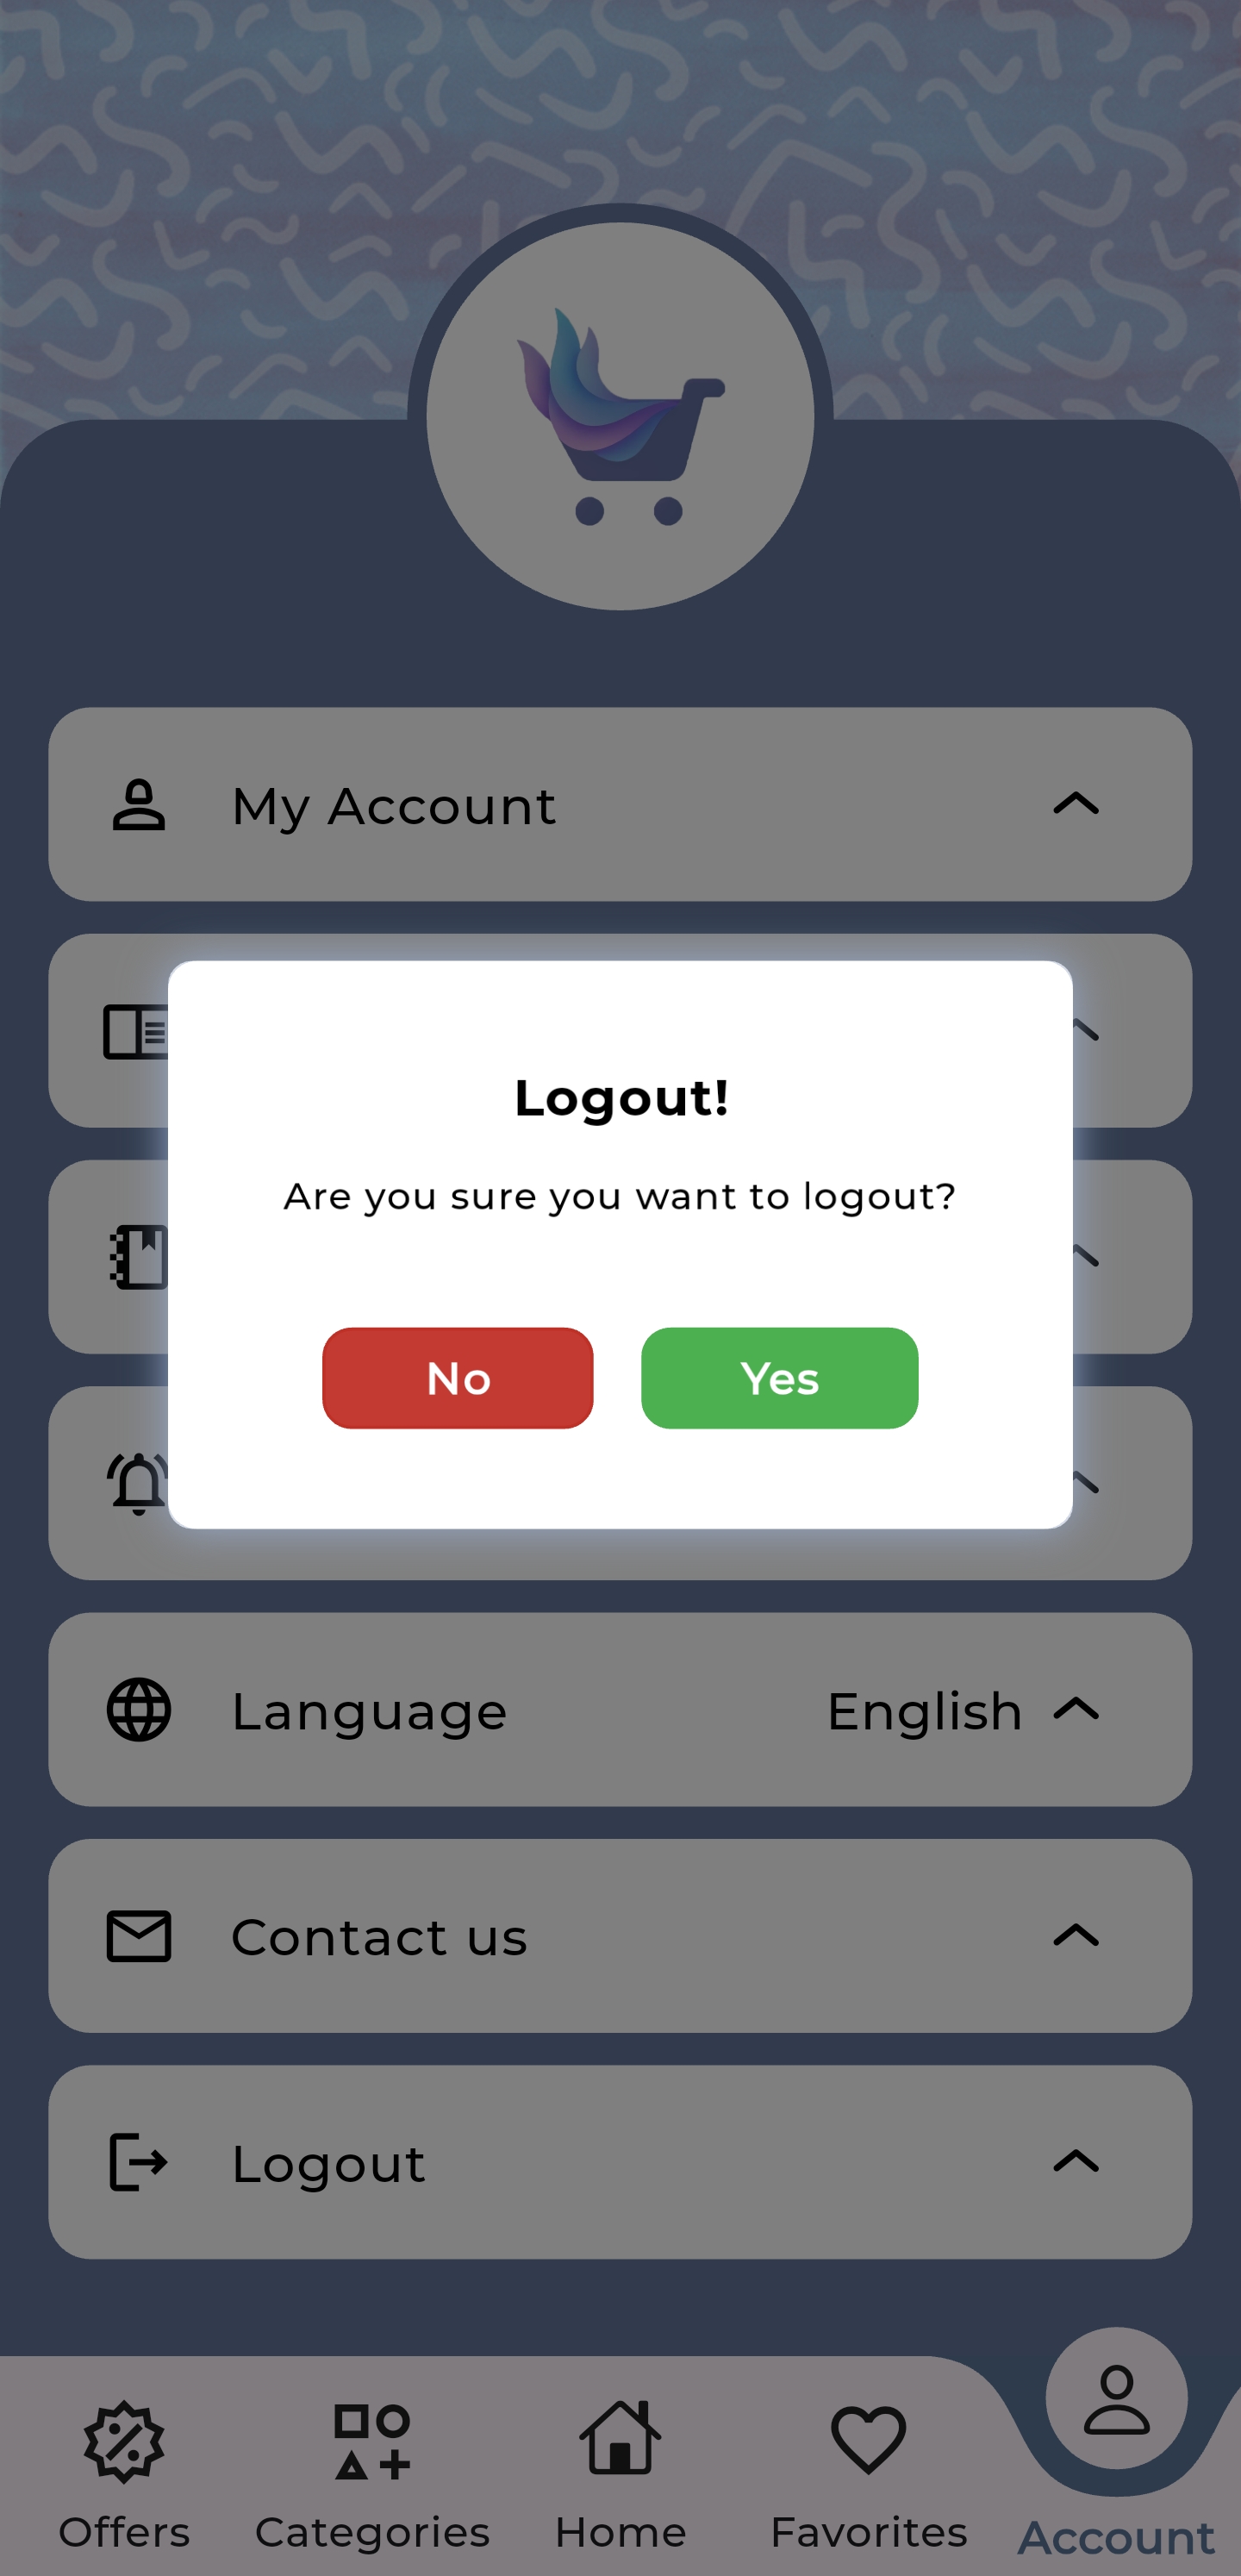 My Account
Logout!
Are you sure you want to logout?
No Yes
Language English
Contact us
Logout
Offers Categories Home Favorites Account